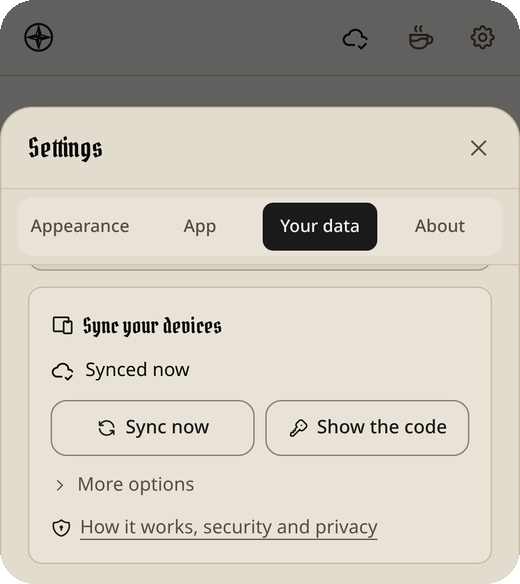 Settings
Appearance App Your data About
Sync your devices
Synced now
Sync now Show the code
More options
How it works, security and privacy